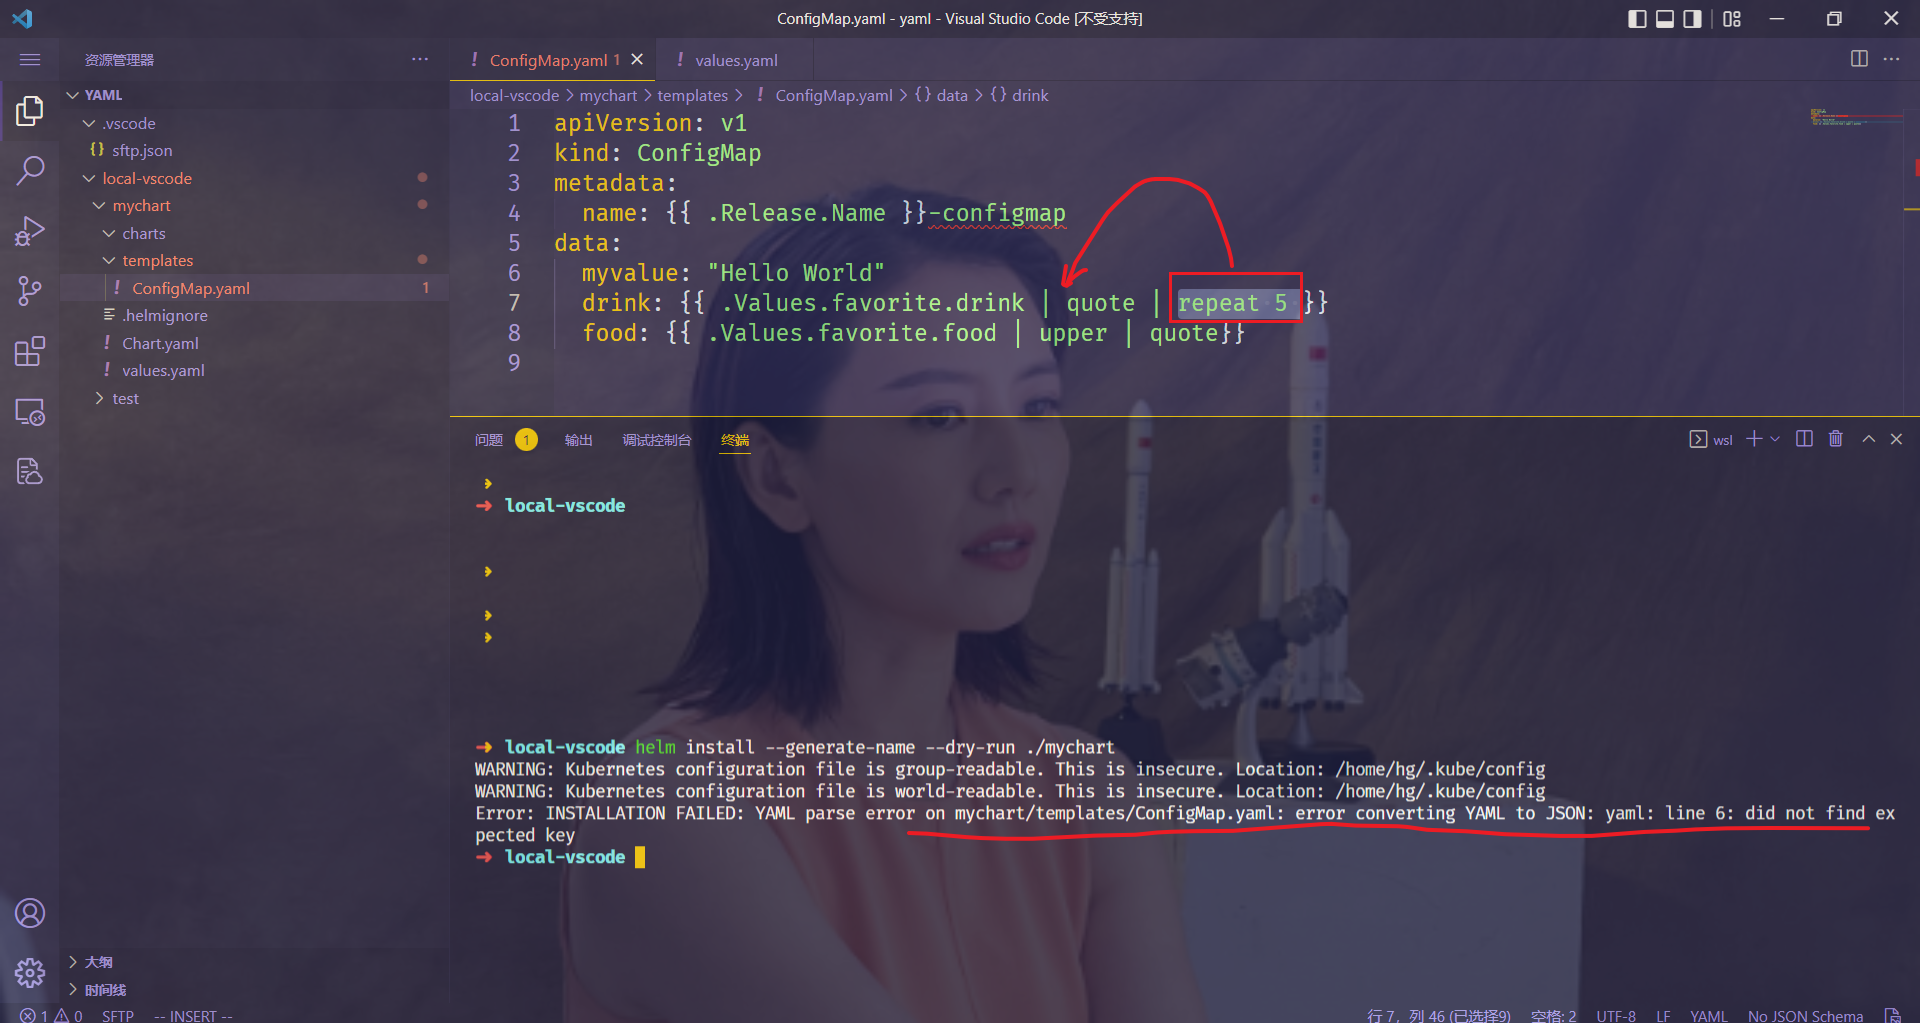 ConfigMap.yaml - yaml - Visual Studio Code [不受支持]
资源管理器
YAML
.vscode
{} sftp.json
local-vscode
mychart
charts
templates
! ConfigMap.yaml 1
.helmignore
! Chart.yaml
! values.yaml
test
大纲
时间线
! ConfigMap.yaml 1
! values.yaml
local-vscode > mychart > templates > ! ConfigMap.yaml > {} data > {} drink
1 apiVersion: v1
2 kind: ConfigMap
3 metadata:
4   name: {{ .Release.Name }}-configmap
5 data:
6   myvalue: "Hello World"
7   drink: {{ .Values.favorite.drink | quote | repeat 5 }}
8   food: {{ .Values.favorite.food | upper | quote}}
9
问题 1 输出 调试控制台 终端
wsl
local-vscode
local-vscode helm install --generate-name --dry-run ./mychart
WARNING: Kubernetes configuration file is group-readable. This is insecure. Location: /home/hg/.kube/config
WARNING: Kubernetes configuration file is world-readable. This is insecure. Location: /home/hg/.kube/config
Error: INSTALLATION FAILED: YAML parse error on mychart/templates/ConfigMap.yaml: error converting YAML to JSON: yaml: line 6: did not find ex
pected key
local-vscode
1 0 SFTP -- INSERT -- 行 7，列 46 (已选择9) 空格: 2 UTF-8 LF YAML No JSON Schema